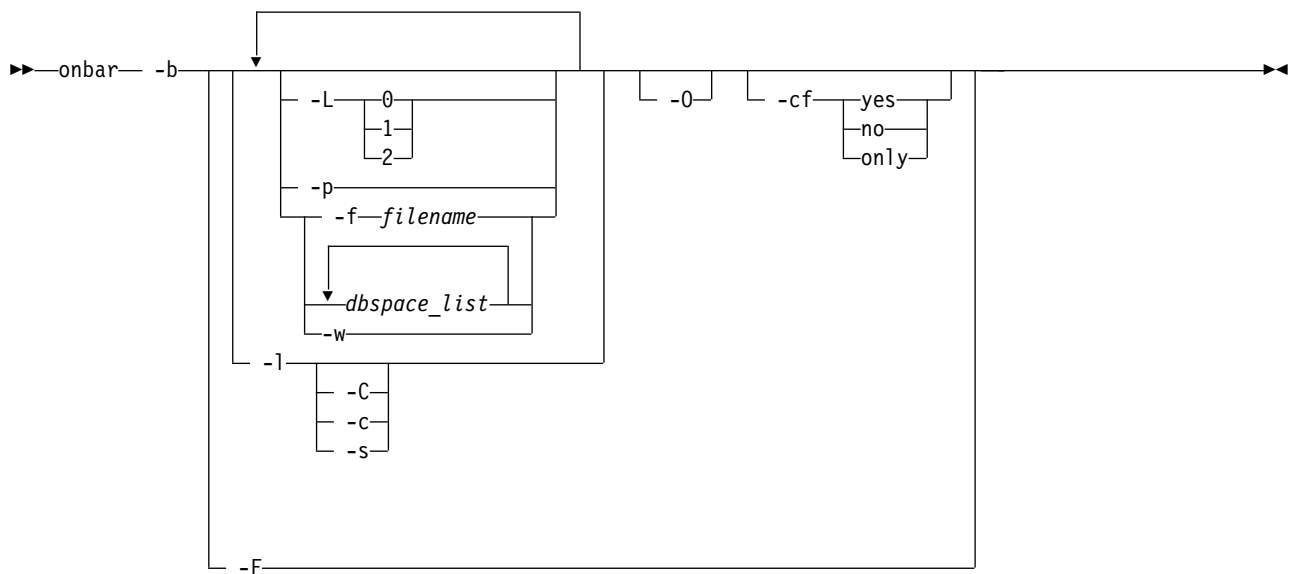 onbar -b
-O
-cf yes
-L 0
1
no
2
only
-p
-f filename
dbspace_list
-w
-l
-C
-c
-s
-F